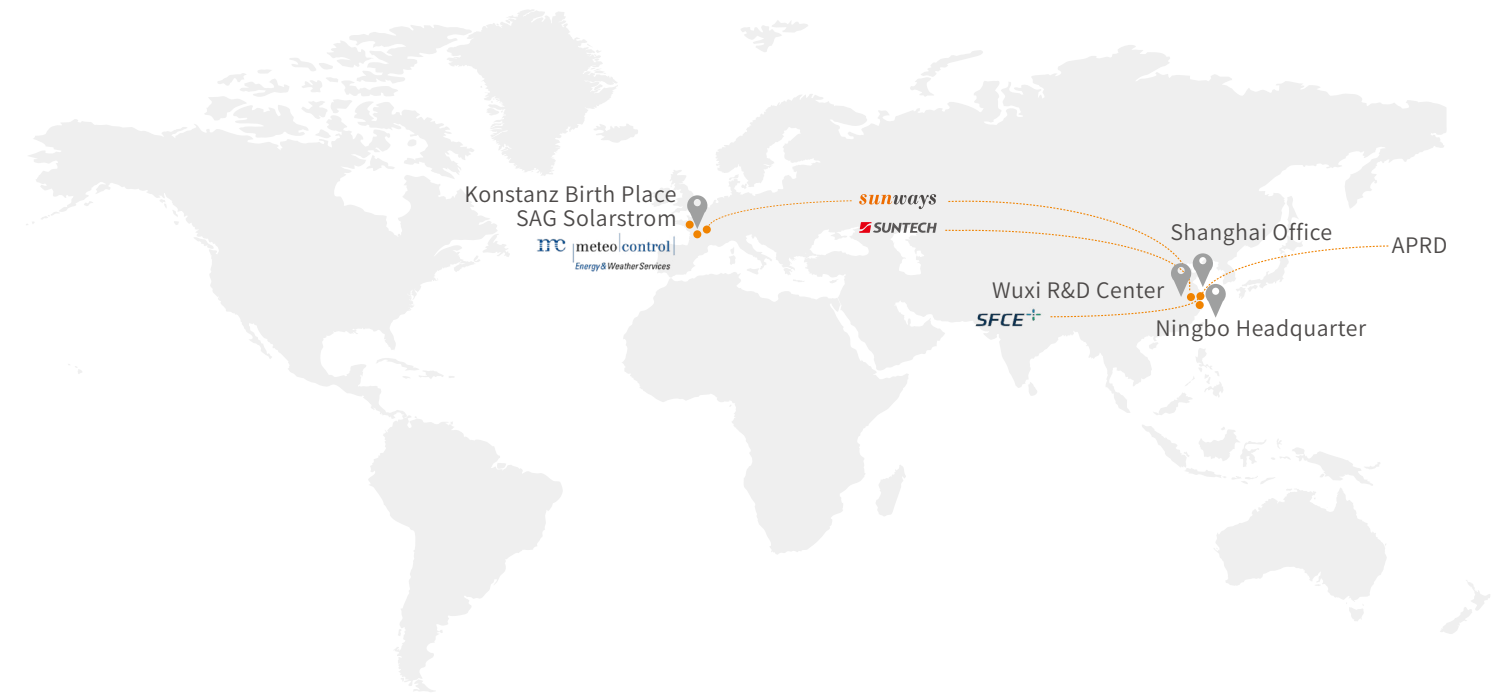 Konstanz Birth Place
SAG Solarstrom
mc meteo control
Energy & Weather Services
sunways
SUNTECH
Shanghai Office
APRD
Wuxi R&D Center
SFCE
Ningbo Headquarter